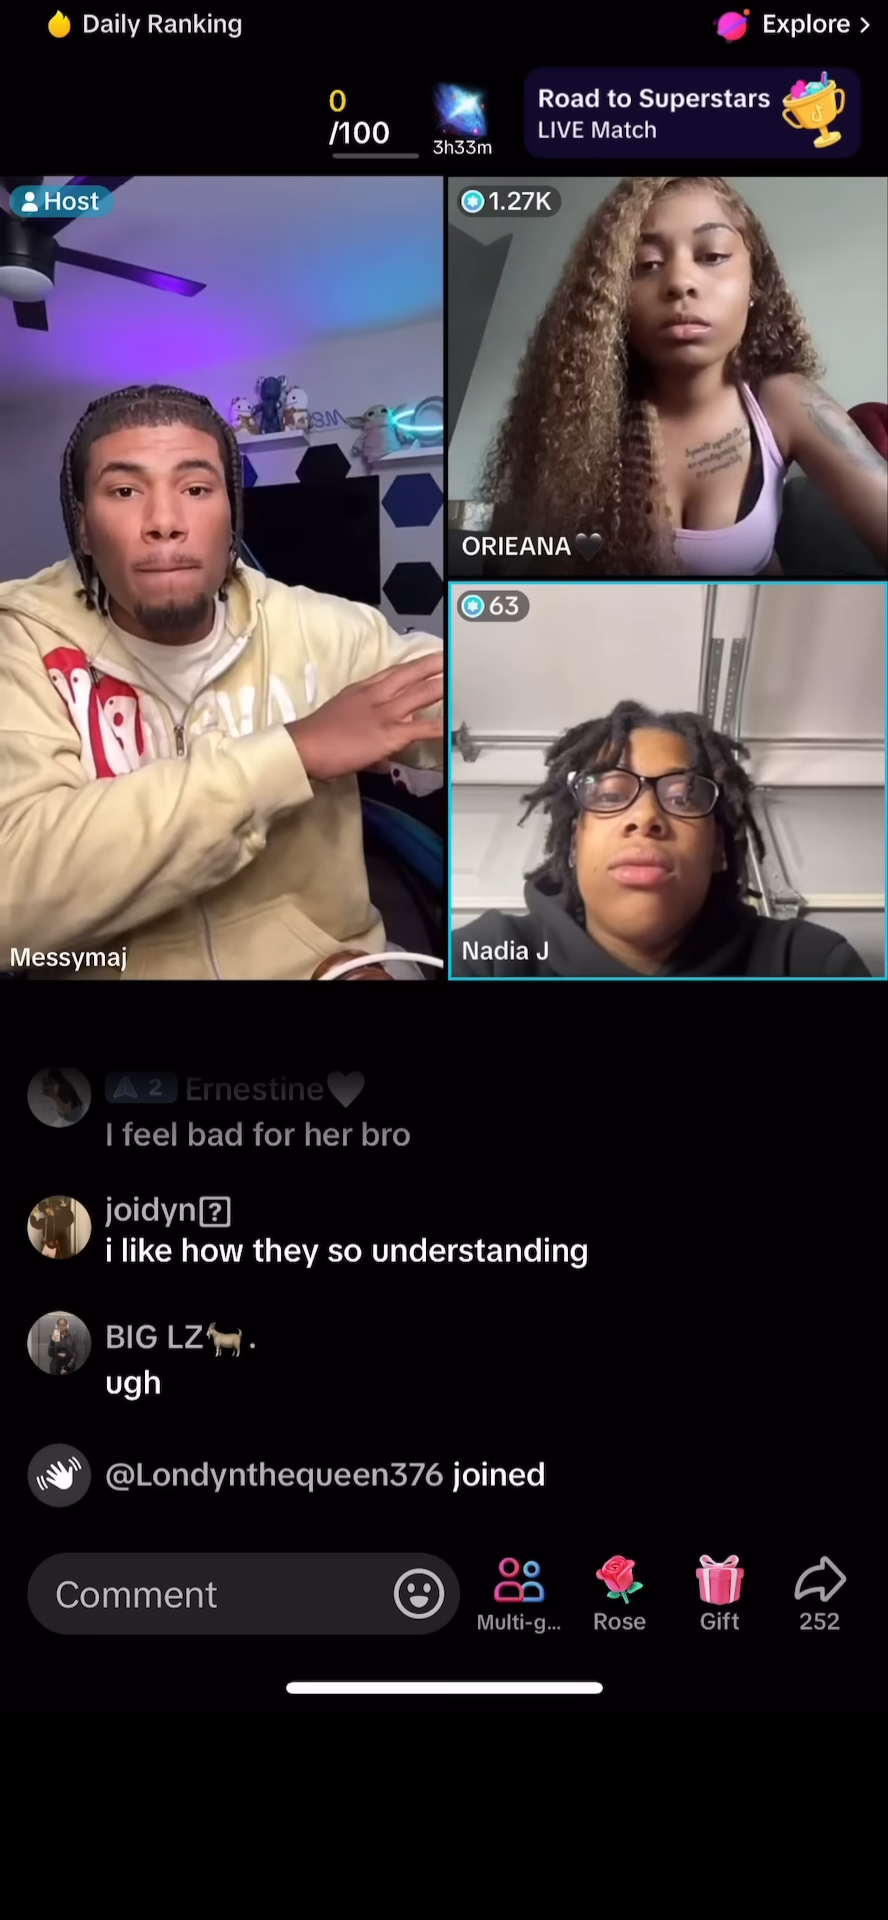 Daily Ranking
Explore >
0
/100
3h33m
Road to Superstars
LIVE Match
Host
1.27K
ORIEANA🖤
63
Messymaj
Nadia J
2 Ernestine🤍
I feel bad for her bro
joidyn
i like how they so understanding
BIG LZ🐐.
ugh
@Londynthequeen376 joined
Comment
Multi-g...
Rose
Gift
252